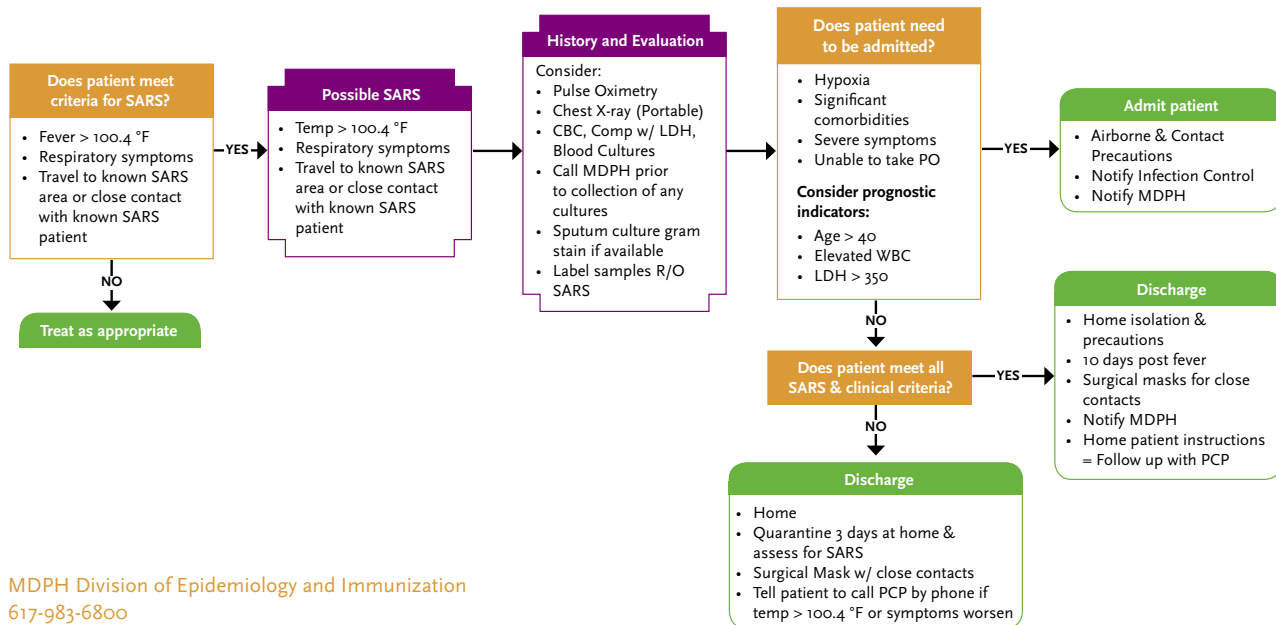 Does patient meet
criteria for SARS?
• Fever > 100.4 °F
• Respiratory symptoms
• Travel to known SARS
area or close contact
with known SARS
patient
YES
NO
Treat as appropriate
Possible SARS
• Temp > 100.4 °F
• Respiratory symptoms
• Travel to known SARS
area or close contact
with known SARS
patient
History and Evaluation
Consider:
• Pulse Oximetry
• Chest X-ray (Portable)
• CBC, Comp w/ LDH,
Blood Cultures
• Call MDPH prior
to collection of any
cultures
• Sputum culture gram
stain if available
• Label samples R/O
SARS
Does patient need
to be admitted?
• Hypoxia
• Significant
comorbidities
• Severe symptoms
• Unable to take PO
Consider prognostic
indicators:
• Age > 40
• Elevated WBC
• LDH > 350
YES
Admit patient
• Airborne & Contact
Precautions
• Notify Infection Control
• Notify MDPH
NO
Does patient meet all
SARS & clinical criteria?
YES
Discharge
• Home isolation &
precautions
• 10 days post fever
• Surgical masks for close
contacts
• Notify MDPH
• Home patient instructions
= Follow up with PCP
NO
Discharge
• Home
• Quarantine 3 days at home &
assess for SARS
• Surgical Mask w/ close contacts
• Tell patient to call PCP by phone if
temp > 100.4 °F or symptoms worsen
MDPH Division of Epidemiology and Immunization
617-983-6800